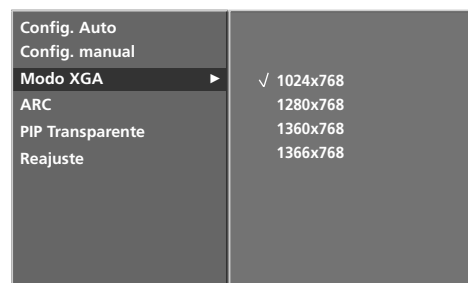 Config. Auto
Config. manual
Modo XGA ►
ARC
PIP Transparente
Reajuste
√ 1024x768
1280x768
1360x768
1366x768